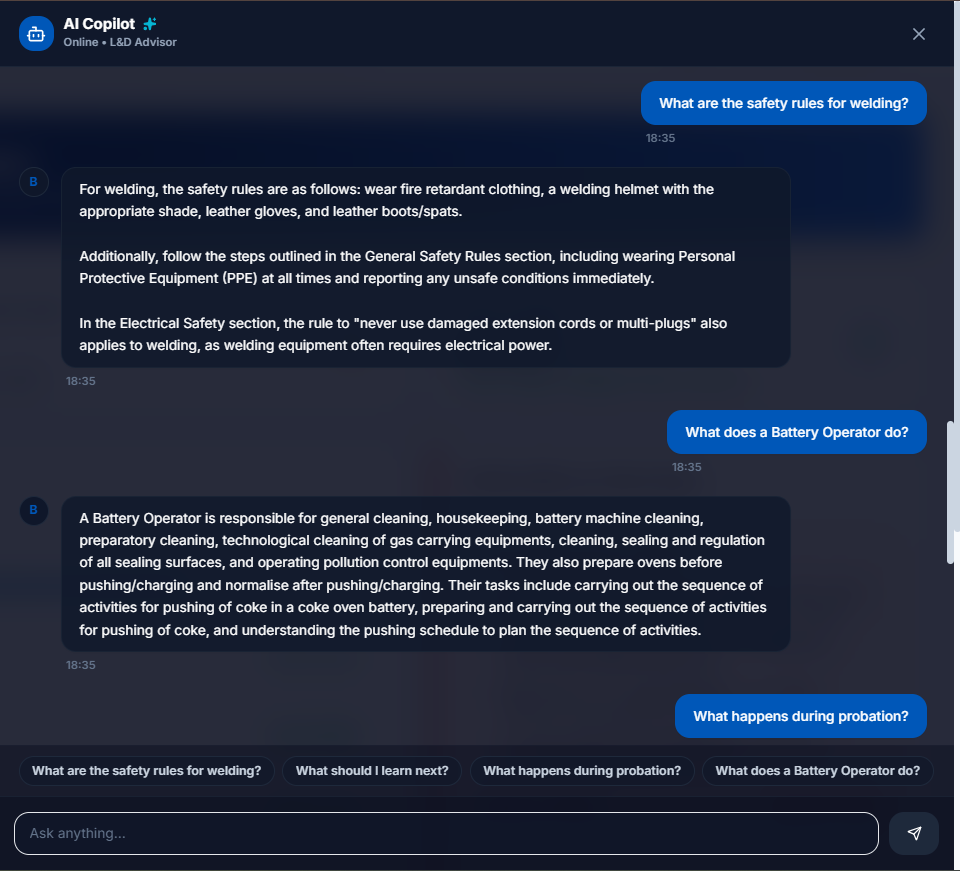 AI Copilot
Online • L&D Advisor
What are the safety rules for welding?
18:35
B
For welding, the safety rules are as follows: wear fire retardant clothing, a welding helmet with the
appropriate shade, leather gloves, and leather boots/spats.
Additionally, follow the steps outlined in the General Safety Rules section, including wearing Personal
Protective Equipment (PPE) at all times and reporting any unsafe conditions immediately.
In the Electrical Safety section, the rule to "never use damaged extension cords or multi-plugs" also
applies to welding, as welding equipment often requires electrical power.
18:35
What does a Battery Operator do?
18:35
B
A Battery Operator is responsible for general cleaning, housekeeping, battery machine cleaning,
preparatory cleaning, technological cleaning of gas carrying equipments, cleaning, sealing and regulation
of all sealing surfaces, and operating pollution control equipments. They also prepare ovens before
pushing/charging and normalise after pushing/charging. Their tasks include carrying out the sequence of
activities for pushing of coke in a coke oven battery, preparing and carrying out the sequence of activities
for pushing of coke, and understanding the pushing schedule to plan the sequence of activities.
18:35
What happens during probation?
What are the safety rules for welding?
What should I learn next?
What happens during probation?
What does a Battery Operator do?
Ask anything...